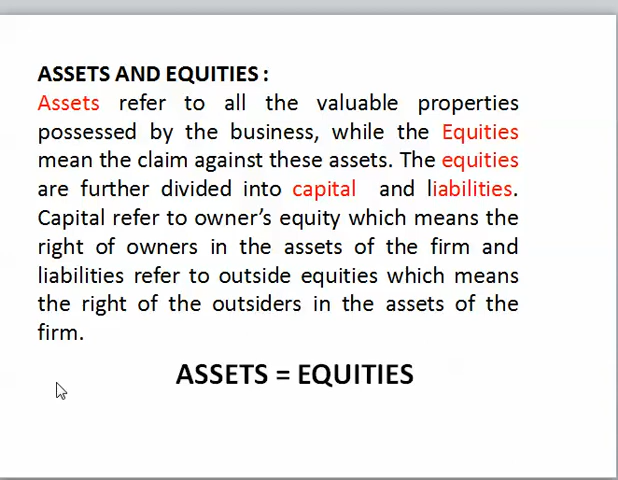 ASSETS AND EQUITIES :
Assets refer to all the valuable properties
possessed by the business, while the Equities
mean the claim against these assets. The equities
are further divided into capital and liabilities.
Capital refer to owner’s equity which means the
right of owners in the assets of the firm and
liabilities refer to outside equities which means
the right of the outsiders in the assets of the
firm.
ASSETS = EQUITIES